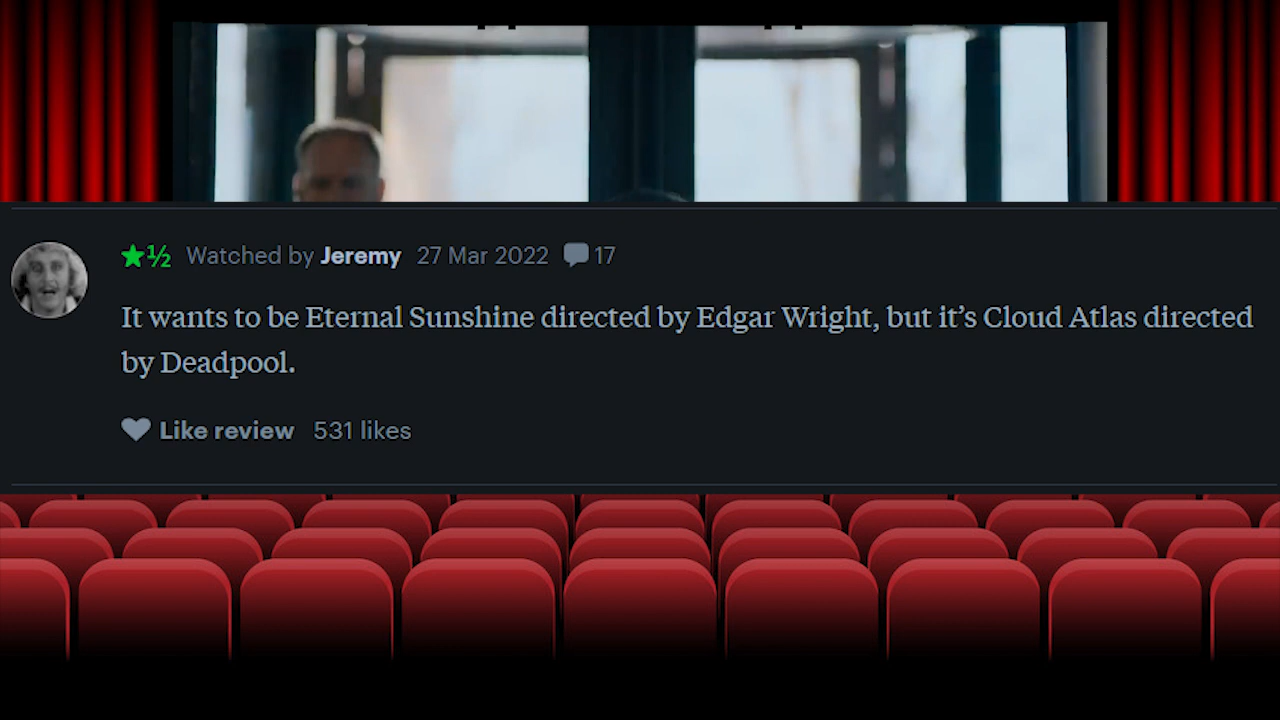 ★½ Watched by Jeremy 27 Mar 2022 17
It wants to be Eternal Sunshine directed by Edgar Wright, but it’s Cloud Atlas directed
by Deadpool.
Like review 531 likes